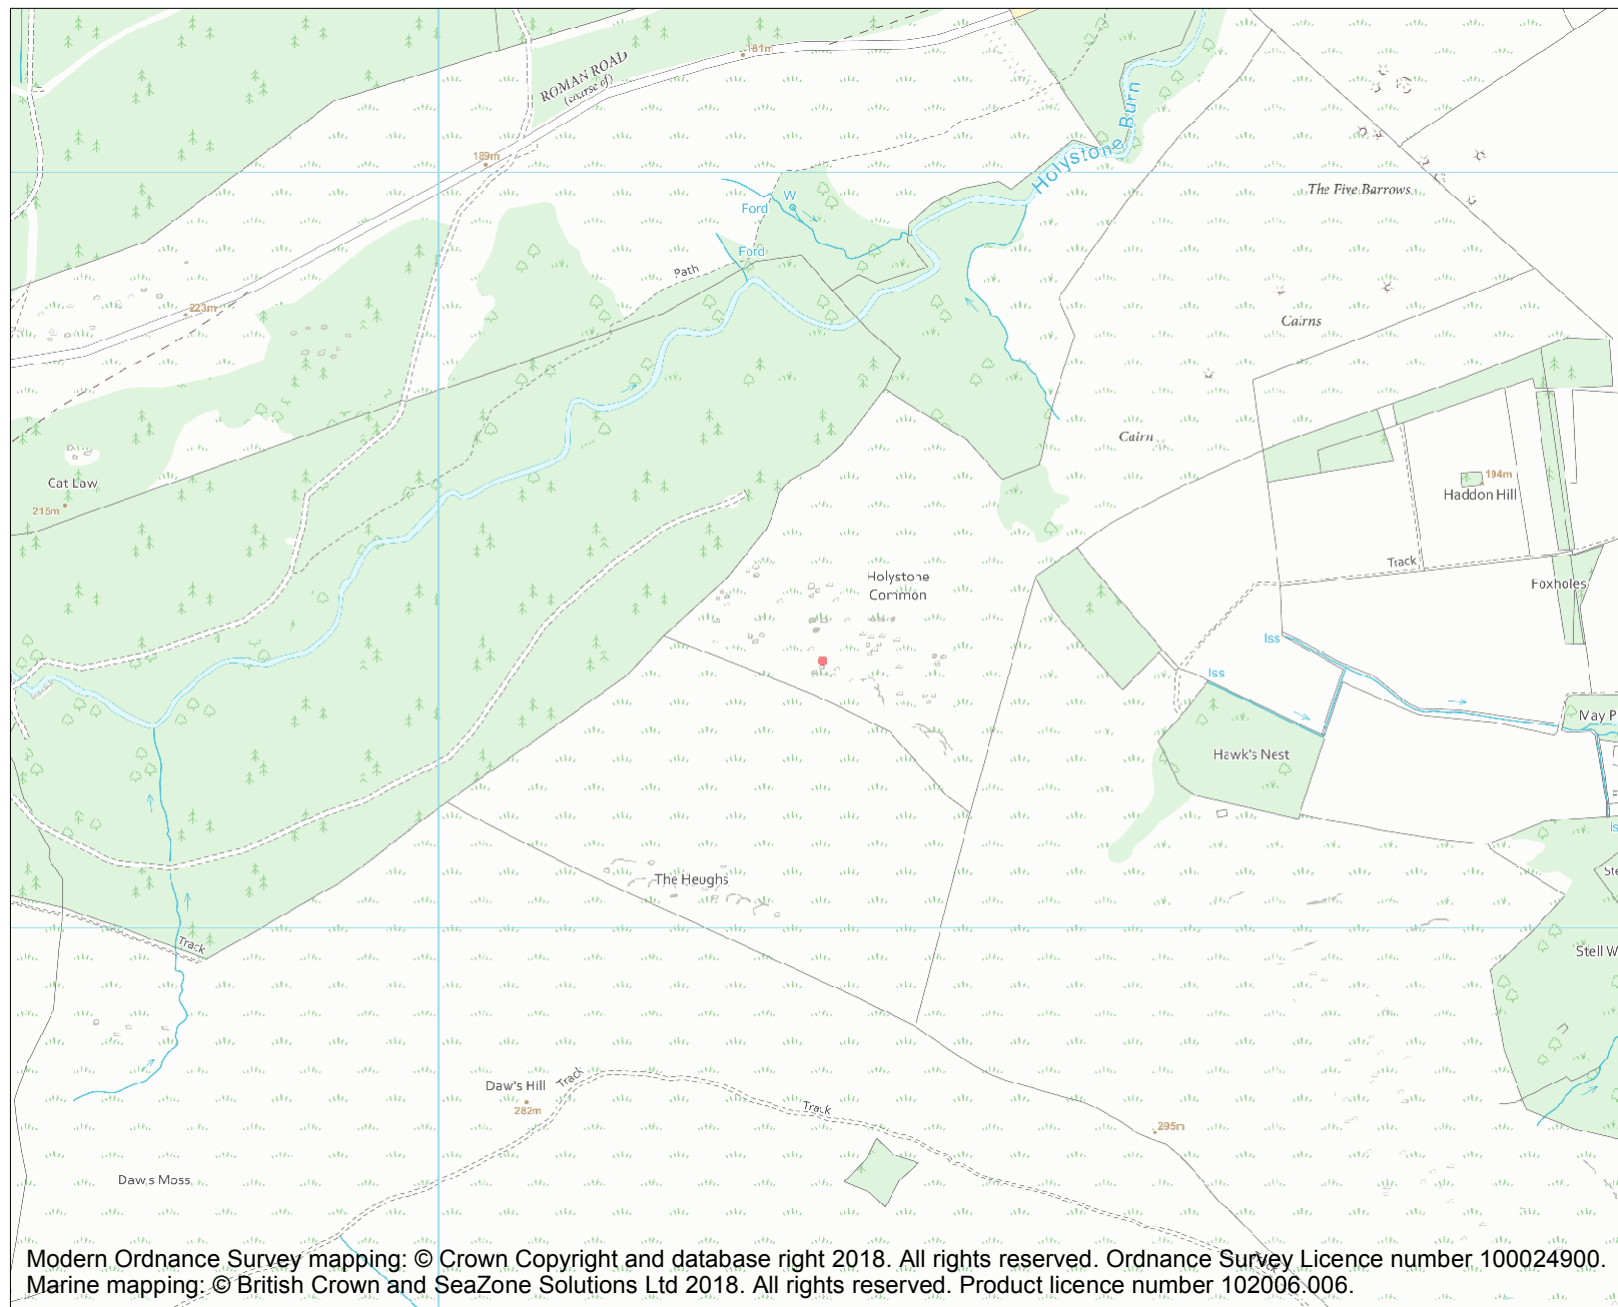 181m
ROMAN ROAD
(course of)
Holystone Burn
189m
The Five Barrows
W
Ford
Ford
Path
223m
Cairns
Cairn
Cat Law
215m
194m
Haddon Hill
Track
Foxholes
Holystone
Common
Iss
Iss
May P
Hawk's Nest
The Heughs
Ste
Track
Stell W
Daw's Hill
Track
282m
Track
295m
Daw's Moss
Modern Ordnance Survey mapping: © Crown Copyright and database right 2018. All rights reserved. Ordnance Survey Licence number 100024900.
Marine mapping: © British Crown and SeaZone Solutions Ltd 2018. All rights reserved. Product licence number 102006.006.